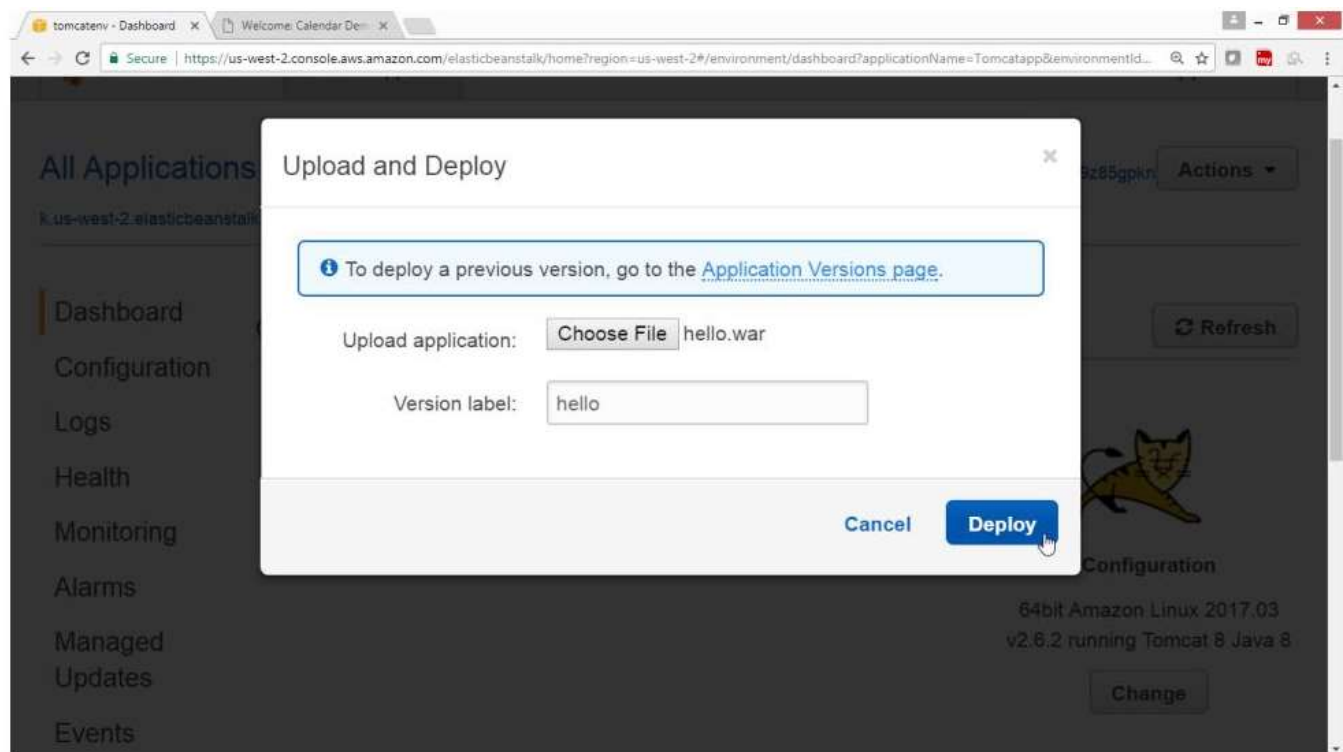 tomcatenv - Dashboard
Welcome: Calendar Dem
Secure https://us-west-2.console.aws.amazon.com/elasticbeanstalk/home?region=us-west-2#/environment/dashboard?applicationName=Tomcatapp&environmentId...
All Applications
9z85gpkn
Actions
k.us-west-2.elasticbeanstalk
Upload and Deploy
To deploy a previous version, go to the Application Versions page.
Upload application: Choose File hello.war
Version label: hello
Cancel
Deploy
Dashboard
Configuration
Logs
Health
Monitoring
Alarms
Managed
Updates
Events
Refresh
Configuration
64bit Amazon Linux 2017.03
v2.6.2 running Tomcat 8 Java 8
Change